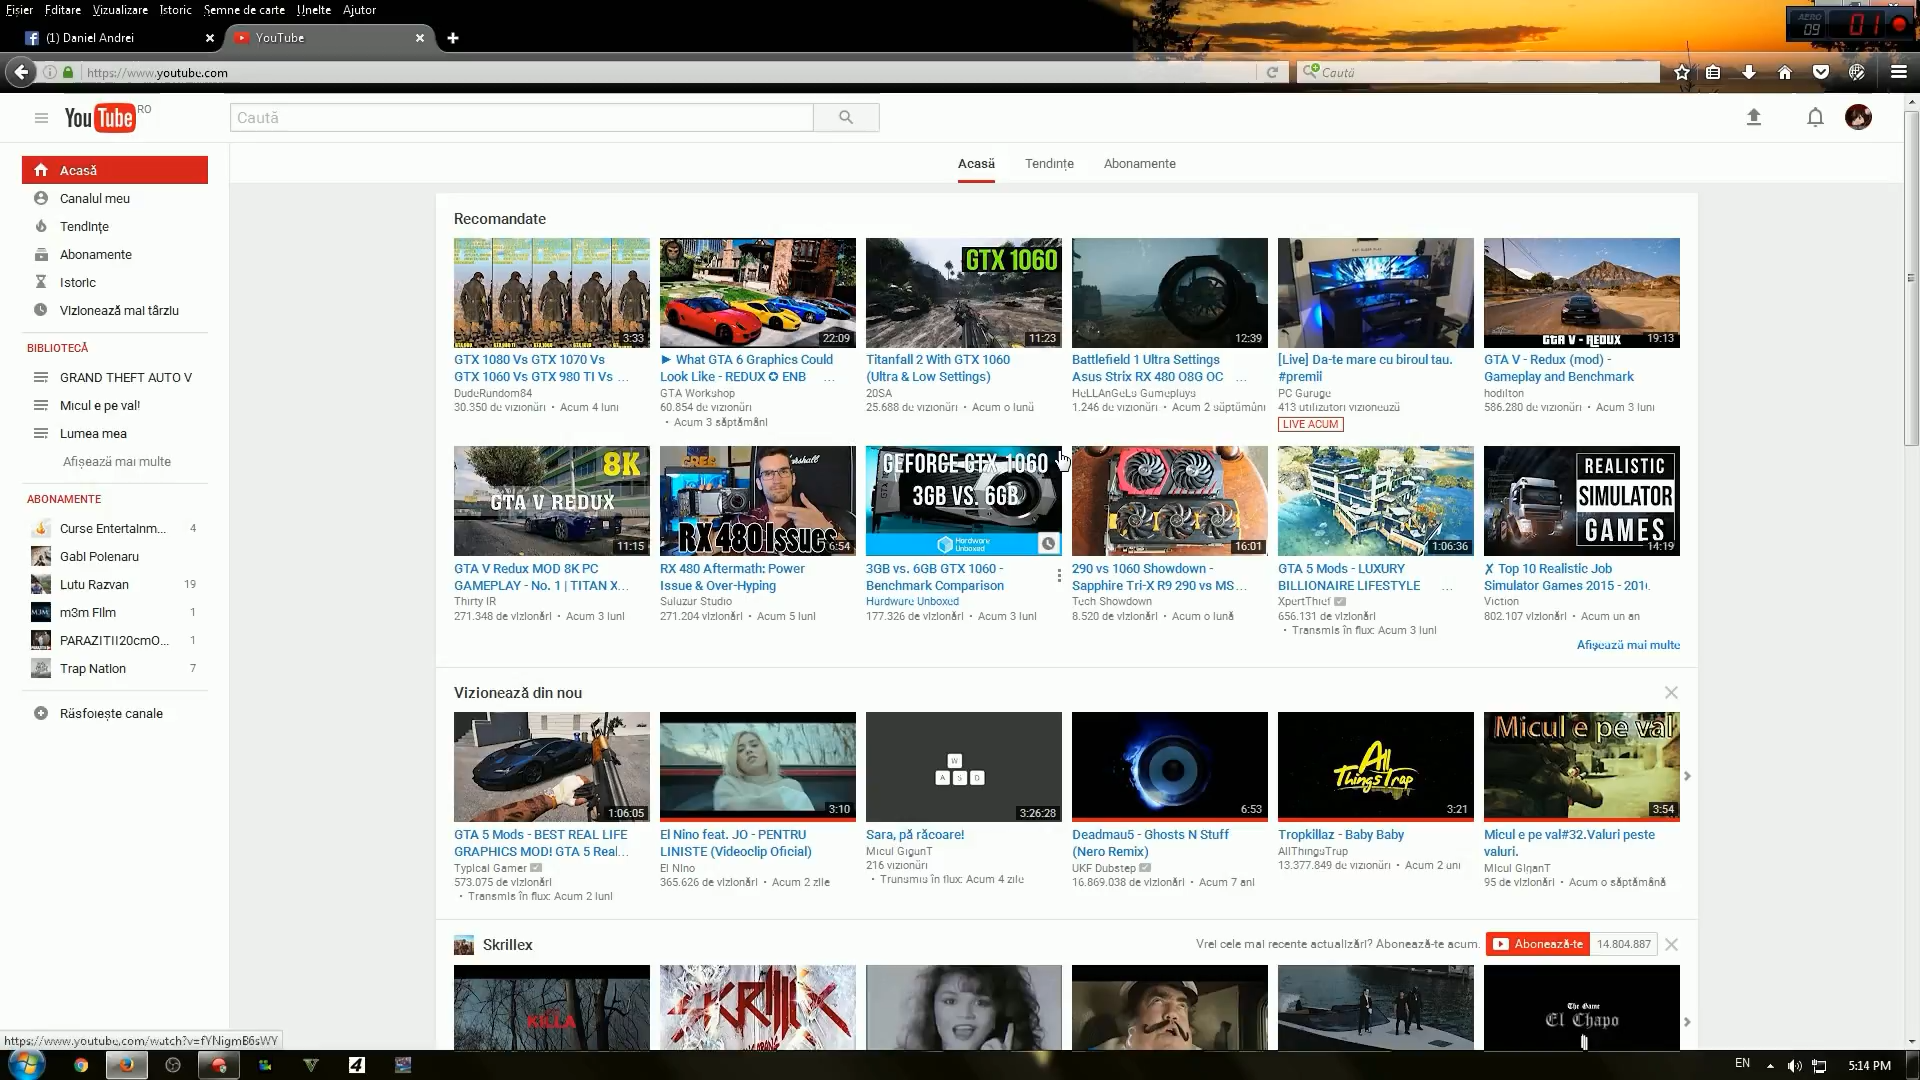 Fișier Editare Vizualizare Istoric Semne de carte Unelte Ajutor
AERO 09 01
(1) Daniel Andrei
YouTube
https://www.youtube.com
Caută
YouTube RO
Caută
Acasă
Canalul meu
Tendințe
Abonamente
Istoric
Vizionează mai târziu
BIBLIOTECĂ
GRAND THEFT AUTO V
Micul e pe val!
Lumea mea
Afișează mai multe
ABONAMENTE
Curse Entertainm... 4
Gabi Polenaru
Lutu Razvan 19
m3m Film 1
PARAZITII20cmO... 1
Trap Nation 7
Răsfoiește canale
Acasă Tendințe Abonamente
Recomandate
3:33
GTX 1080 Vs GTX 1070 Vs
GTX 1060 Vs GTX 980 TI Vs ...
DudeRandom84
30.350 de vizionări • Acum 4 luni
22:09
► What GTA 6 Graphics Could
Look Like - REDUX ✪ ENB ...
GTA Workshop
60.854 de vizionări
• Acum 3 săptămâni
GTX 1060
11:23
Titanfall 2 With GTX 1060
(Ultra & Low Settings)
20SA
25.688 de vizionări • Acum o lună
12:39
Battlefield 1 Ultra Settings
Asus Strix RX 480 O8G OC ...
HeLLAnGeLs Gameplays
1.246 de vizionări • Acum 2 săptămâni
[Live] Da-te mare cu biroul tau.
#premii
PC Garage
413 utilizatori vizionează
LIVE ACUM
GTA V - REDUX
19:13
GTA V - Redux (mod) -
Gameplay and Benchmark
hodilton
586.280 de vizionări • Acum 3 luni
8K
GTA V REDUX
11:15
GTA V Redux MOD 8K PC
GAMEPLAY - No. 1 | TITAN X...
Thirty IR
271.348 de vizionări • Acum 3 luni
RX 480 Issues
6:54
RX 480 Aftermath: Power
Issue & Over-Hyping
Salazar Studio
271.204 vizionări • Acum 5 luni
GEFORCE GTX 1060
3GB VS. 6GB
Hardware
Unboxed
3GB vs. 6GB GTX 1060 -
Benchmark Comparison
Hardware Unboxed
177.326 de vizionări • Acum 3 luni
16:01
290 vs 1060 Showdown -
Sapphire Tri-X R9 290 vs MS...
Tech Showdown
8.520 de vizionări • Acum o lună
1:06:36
GTA 5 Mods - LUXURY
BILLIONAIRE LIFESTYLE ...
XpertThief
656.131 de vizionări
• Transmis în flux: Acum 3 luni
REALISTIC
SIMULATOR
GAMES
14:19
✗ Top 10 Realistic Job
Simulator Games 2015 - 201
Viction
802.107 vizionări • Acum un an
Afișează mai multe
Vizionează din nou
1:06:05
GTA 5 Mods - BEST REAL LIFE
GRAPHICS MOD! GTA 5 Real...
Typical Gamer
573.075 de vizionări
• Transmis în flux: Acum 2 luni
3:10
El Nino feat. JO - PENTRU
LINISTE (Videoclip Oficial)
El Nino
365.626 de vizionări • Acum 2 zile
W
A S D
3:26:28
Sara, pă răcoare!
Micul GiganT
216 vizionări
• Transmis în flux: Acum 4 zile
6:53
Deadmau5 - Ghosts N Stuff
(Nero Remix)
UKF Dubstep
16.869.038 de vizionări • Acum 7 ani
All
Things Trap
3:21
Tropkillaz - Baby Baby
AllThingsTrap
13.377.849 de vizionări • Acum 2 ani
Micul e pe val
3:54
Micul e pe val#32.Valuri peste
valuri.
Micul GiganT
95 de vizionări • Acum o săptămână
Skrillex
Vrei cele mai recente actualizări? Abonează-te acum.
Abonează-te 14.804.887
KILLA
SKRILLEX
The Game
El Chapo
https://www.youtube.com/watch?v=fYNigmB6sWY
EN 5:14 PM